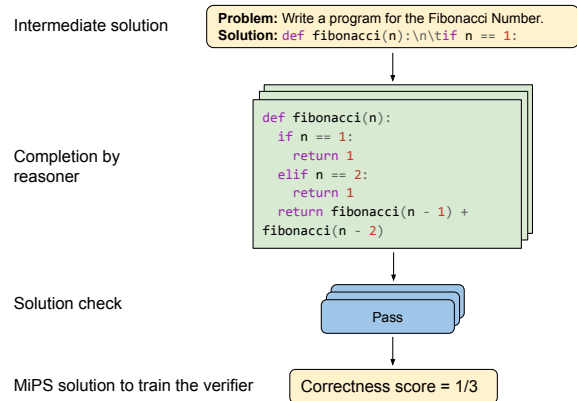 Intermediate solution
Problem: Write a program for the Fibonacci Number.
Solution: def fibonacci(n):\n\tif n == 1:
Completion by
reasoner
def fibonacci(n):
  if n == 1:
    return 1
  elif n == 2:
    return 1
  return fibonacci(n - 1) +
fibonacci(n - 2)
Solution check
Pass
MiPS solution to train the verifier
Correctness score = 1/3